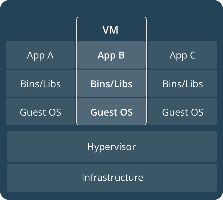 VM
App A App B App C
Bins/Libs Bins/Libs Bins/Libs
Guest OS Guest OS Guest OS
Hypervisor
Infrastructure